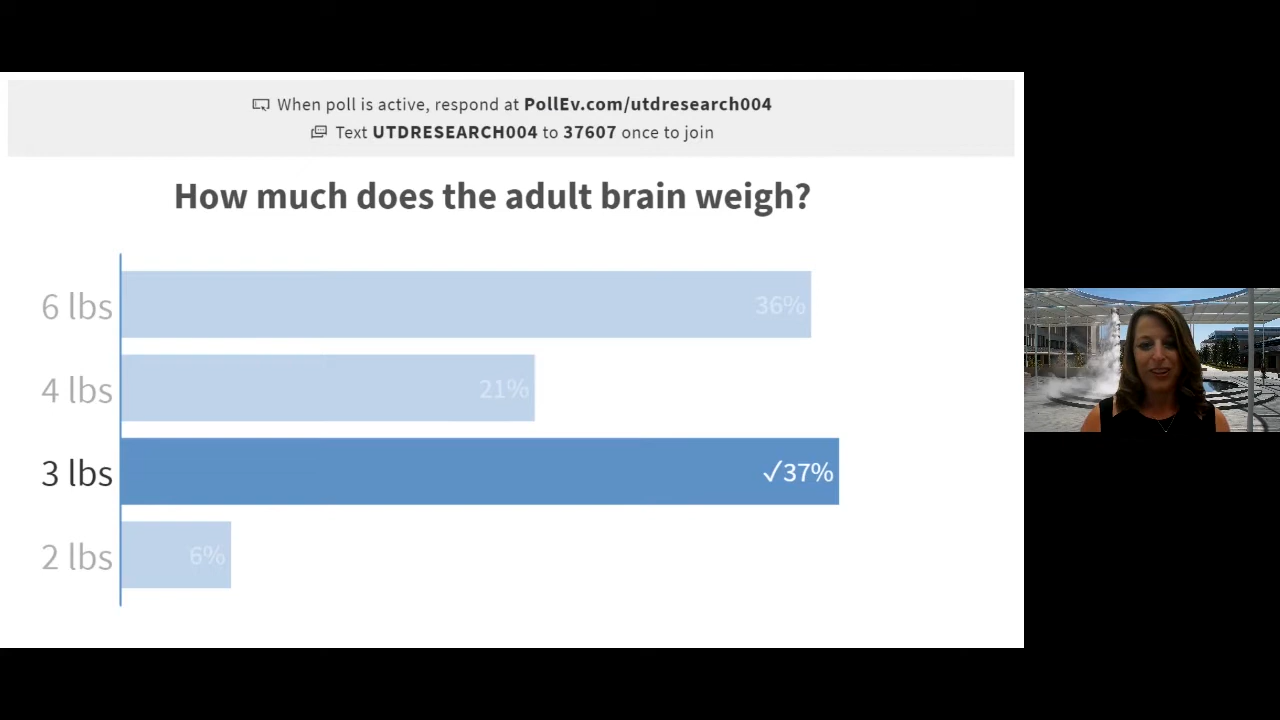 When poll is active, respond at PollEv.com/utdresearch004
Text UTDRESEARCH004 to 37607 once to join
How much does the adult brain weigh?
6 lbs 36%
4 lbs 21%
3 lbs ✓37%
2 lbs 6%